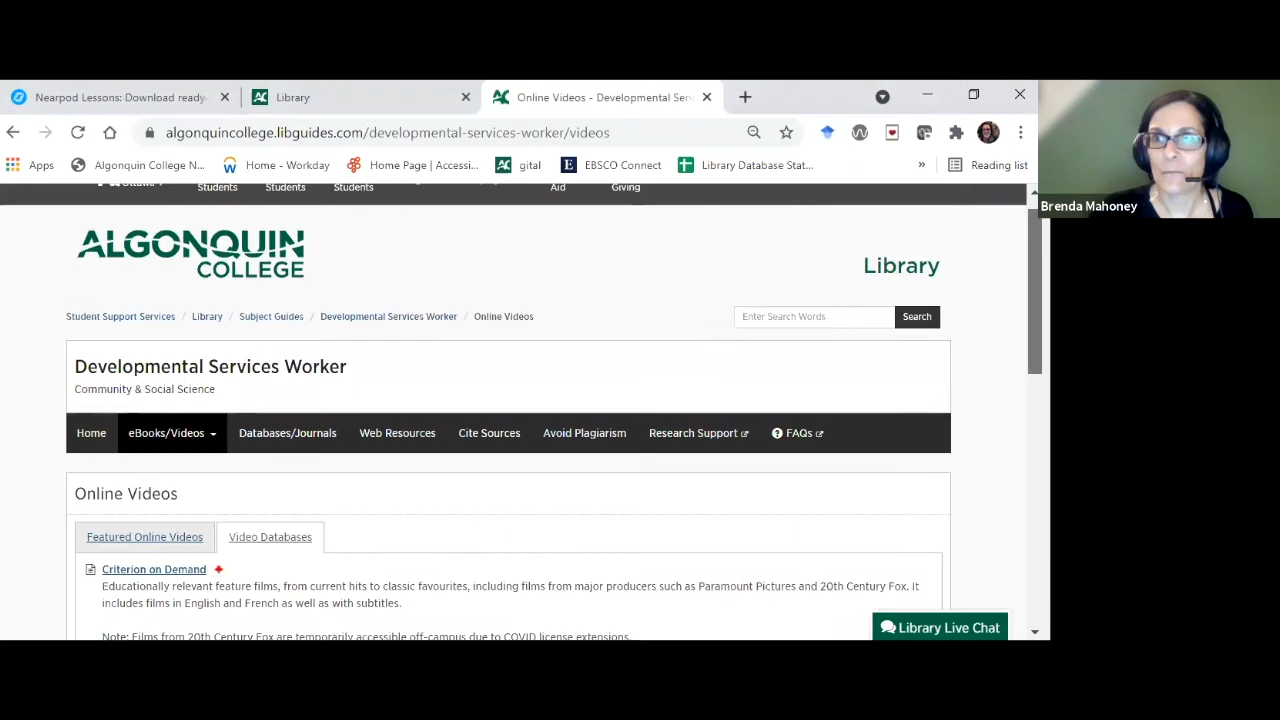 Nearpod Lessons: Download ready-
Library
Online Videos - Developmental Ser
algonquincollege.libguides.com/developmental-services-worker/videos
Apps
Algonquin College N...
Home - Workday
Home Page | Accessi...
gital
EBSCO Connect
Library Database Stat...
»
Reading list
Brenda Mahoney
Students
Students
Students
Aid
Giving
ALGONQUIN
COLLEGE
Library
Student Support Services / Library / Subject Guides / Developmental Services Worker / Online Videos
Enter Search Words
Search
Developmental Services Worker
Community & Social Science
Home
eBooks/Videos
Databases/Journals
Web Resources
Cite Sources
Avoid Plagiarism
Research Support
FAQs
Online Videos
Featured Online Videos
Video Databases
Criterion on Demand
Educationally relevant feature films, from current hits to classic favourites, including films from major producers such as Paramount Pictures and 20th Century Fox. It
includes films in English and French as well as with subtitles.
Note: Films from 20th Century Fox are temporarily accessible off-campus due to COVID license extensions.
Library Live Chat